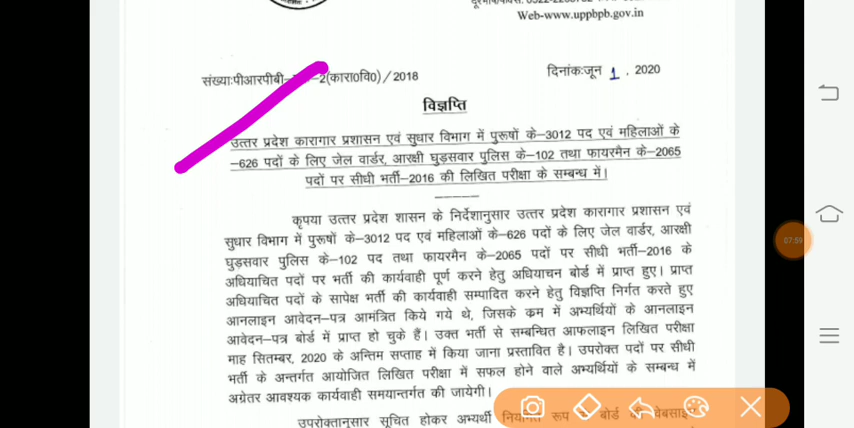 Web-www.uppbpb.gov.in
संख्या:पीआरपीबी- 2(कारा0वि0)/2018
दिनांक:जून 1, 2020
विज्ञप्ति
उत्तर प्रदेश कारागार प्रशासन एवं सुधार विभाग में पुरूषों के-3012 पद एवं महिलाओं के
-626 पदों के लिए जेल वार्डर, आरक्षी घुड़सवार पुलिस के-102 तथा फायरमैन के-2065
पदों पर सीधी भर्ती-2016 की लिखित परीक्षा के सम्बन्ध में।
कृपया उत्तर प्रदेश शासन के निर्देशानुसार उत्तर प्रदेश कारागार प्रशासन एवं
सुधार विभाग में पुरूषों के-3012 पद एवं महिलाओं के-626 पदों के लिए जेल वार्डर, आरक्षी
घुड़सवार पुलिस के-102 पद तथा फायरमैन के-2065 पदों पर सीधी भर्ती-2016 के
अधियाचित पदों पर भर्ती की कार्यवाही पूर्ण करने हेतु अधियाचन बोर्ड में प्राप्त हुए। प्राप्त
अधियाचित पदों के सापेक्ष भर्ती की कार्यवाही सम्पादित करने हेतु विज्ञप्ति निर्गत करते हुए
आनलाइन आवेदन-पत्र आमंत्रित किये गये थे, जिसके क्रम में अभ्यर्थियों के आनलाइन
आवेदन-पत्र बोर्ड में प्राप्त हो चुके हैं। उक्त भर्ती से सम्बन्धित आफलाइन लिखित परीक्षा
माह सितम्बर, 2020 के अन्तिम सप्ताह में किया जाना प्रस्तावित है। उपरोक्त पदों पर सीधी
भर्ती के अन्तर्गत आयोजित लिखित परीक्षा में सफल होने वाले अभ्यर्थियों के सम्बन्ध में
अग्रेतर आवश्यक कार्यवाही समयान्तर्गत की जायेगी।
उपरोक्तानुसार सूचित होकर अभ्यर्थी नियमित रूप बोर्ड की वेबसाइट
07:59